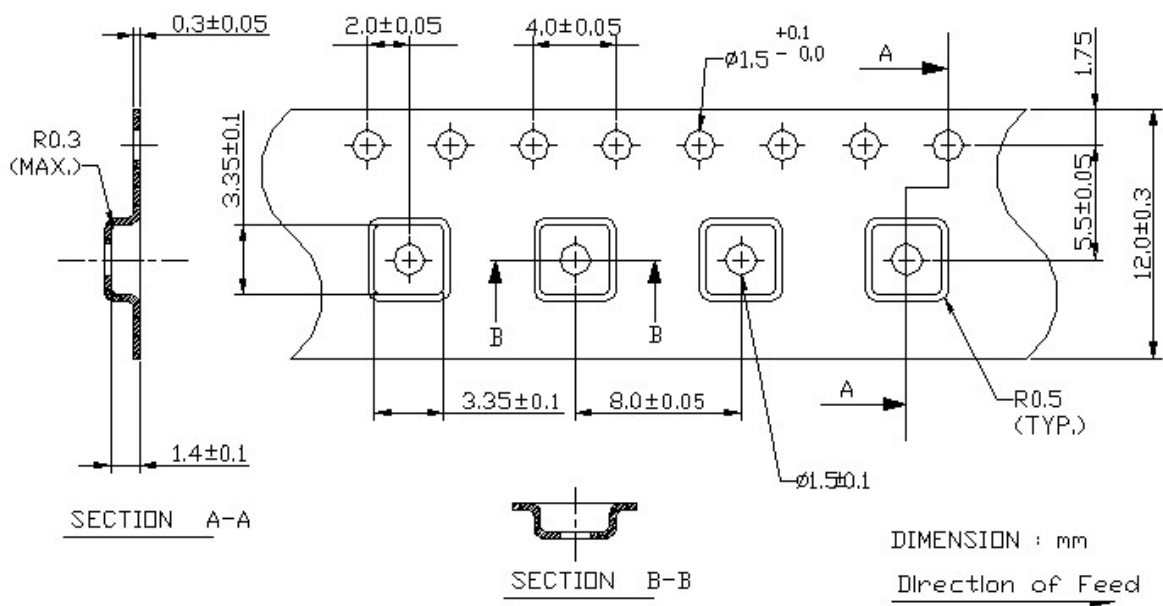 0.3±0.05
2.0±0.05
4.0±0.05
Ø1.5 +0.1 - 0.0
A
1.75
R0.3
(MAX.)
3.35±0.1
5.5±0.05
12.0±0.3
B
B
3.35±0.1
8.0±0.05
A
R0.5
(TYP.)
1.4±0.1
Ø1.5±0.1
SECTION A-A
SECTION B-B
DIMENSION : mm
Direction of Feed